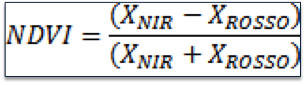 NDVI = (X_NIR − X_ROSSO) / (X_NIR + X_ROSSO)